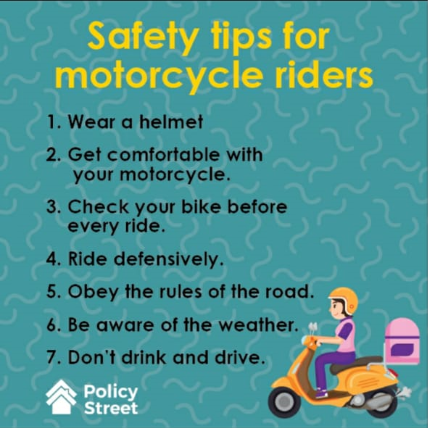 Safety tips for
motorcycle riders
1. Wear a helmet
2. Get comfortable with
your motorcycle.
3. Check your bike before
every ride.
4. Ride defensively.
5. Obey the rules of the road.
6. Be aware of the weather.
7. Don't drink and drive.
Policy
Street